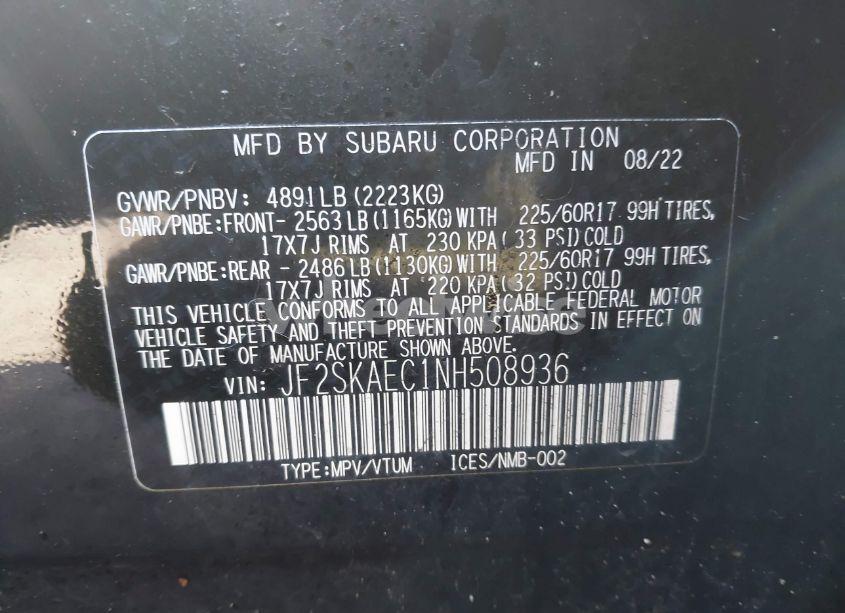 MFD BY SUBARU CORPORATION
MFD IN 08/22
GVWR/PNBV: 4891LB (2223KG)
GAWR/PNBE:FRONT- 2563LB(1165KG)WITH 225/60R17 99H TIRES,
17X7J RIMS AT 230 KPA( 33 PSI)COLD
GAWR/PNBE:REAR - 2486LB(1130KG)WITH 225/60R17 99H TIRES,
17X7J RIMS AT 220 KPA( 32 PSI)COLD
THIS VEHICLE CONFORMS TO ALL APPLICABLE FEDERAL MOTOR
VEHICLE SAFETY AND THEFT PREVENTION STANDARDS IN EFFECT ON
THE DATE OF MANUFACTURE SHOWN ABOVE.
VIN: JF2SKAEC1NH508936
TYPE:MPV/VTUM ICES/NMB-002